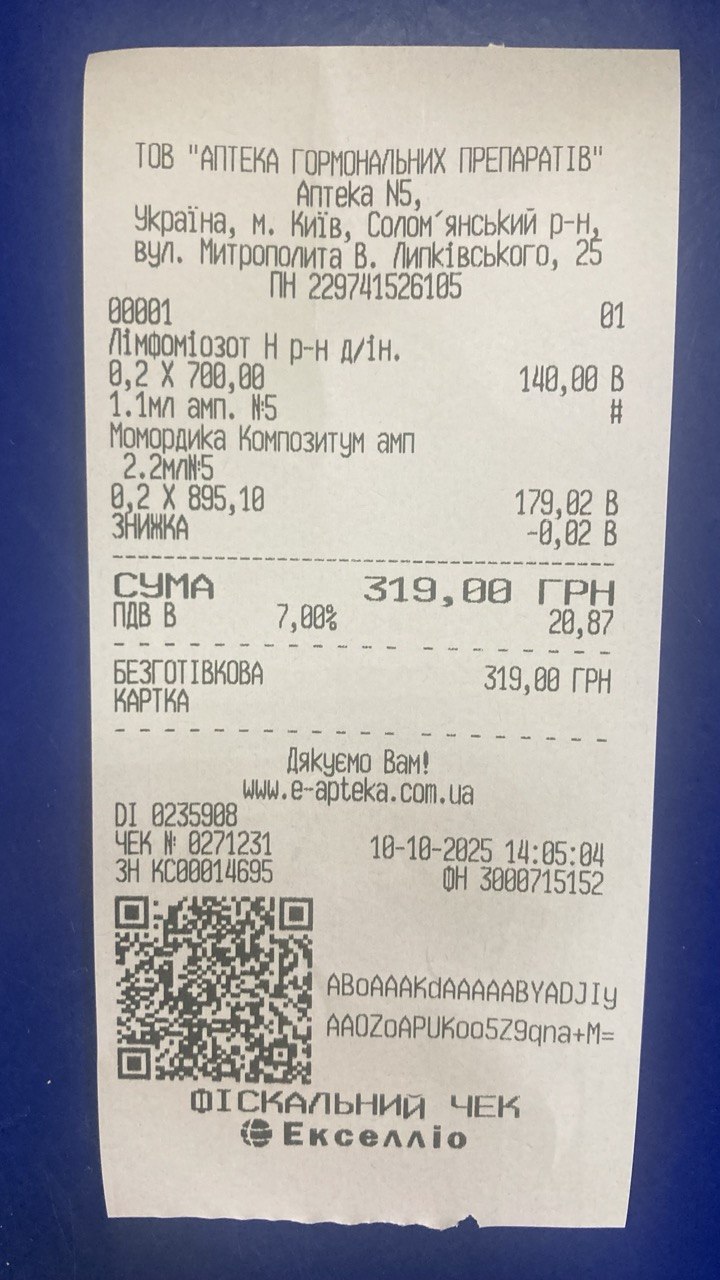 ТОВ "АПТЕКА ГОРМОНАЛЬНИХ ПРЕПАРАТІВ"
Аптека N5,
Україна, м. Київ, Солом´янський р-н,
вул. Митрополита В. Липківського, 25
ПН 229741526105
00001 01
Лімфоміозот Н р-н д/ін.
0,2 X 700,00 140,00 В
1.1мл амп. №5 #
Момордика Композитум амп
2.2мл№5
0,2 X 895,10 179,02 В
ЗНИЖКА -0,02 В
СУМА 319,00 ГРН
ПДВ В 7,00% 20,87
БЕЗГОТІВКОВА 319,00 ГРН
КАРТКА
Дякуємо Вам!
www.e-apteka.com.ua
DI 0235908
ЧЕК № 0271231 10-10-2025 14:05:04
ЗН КС00014695 ФН 3000715152
ABoAAAKdAAAAABYADJIy
AAOZoAPUKoo5Z9qna+M=
ФІСКАЛЬНИЙ ЧЕК
Екселліо